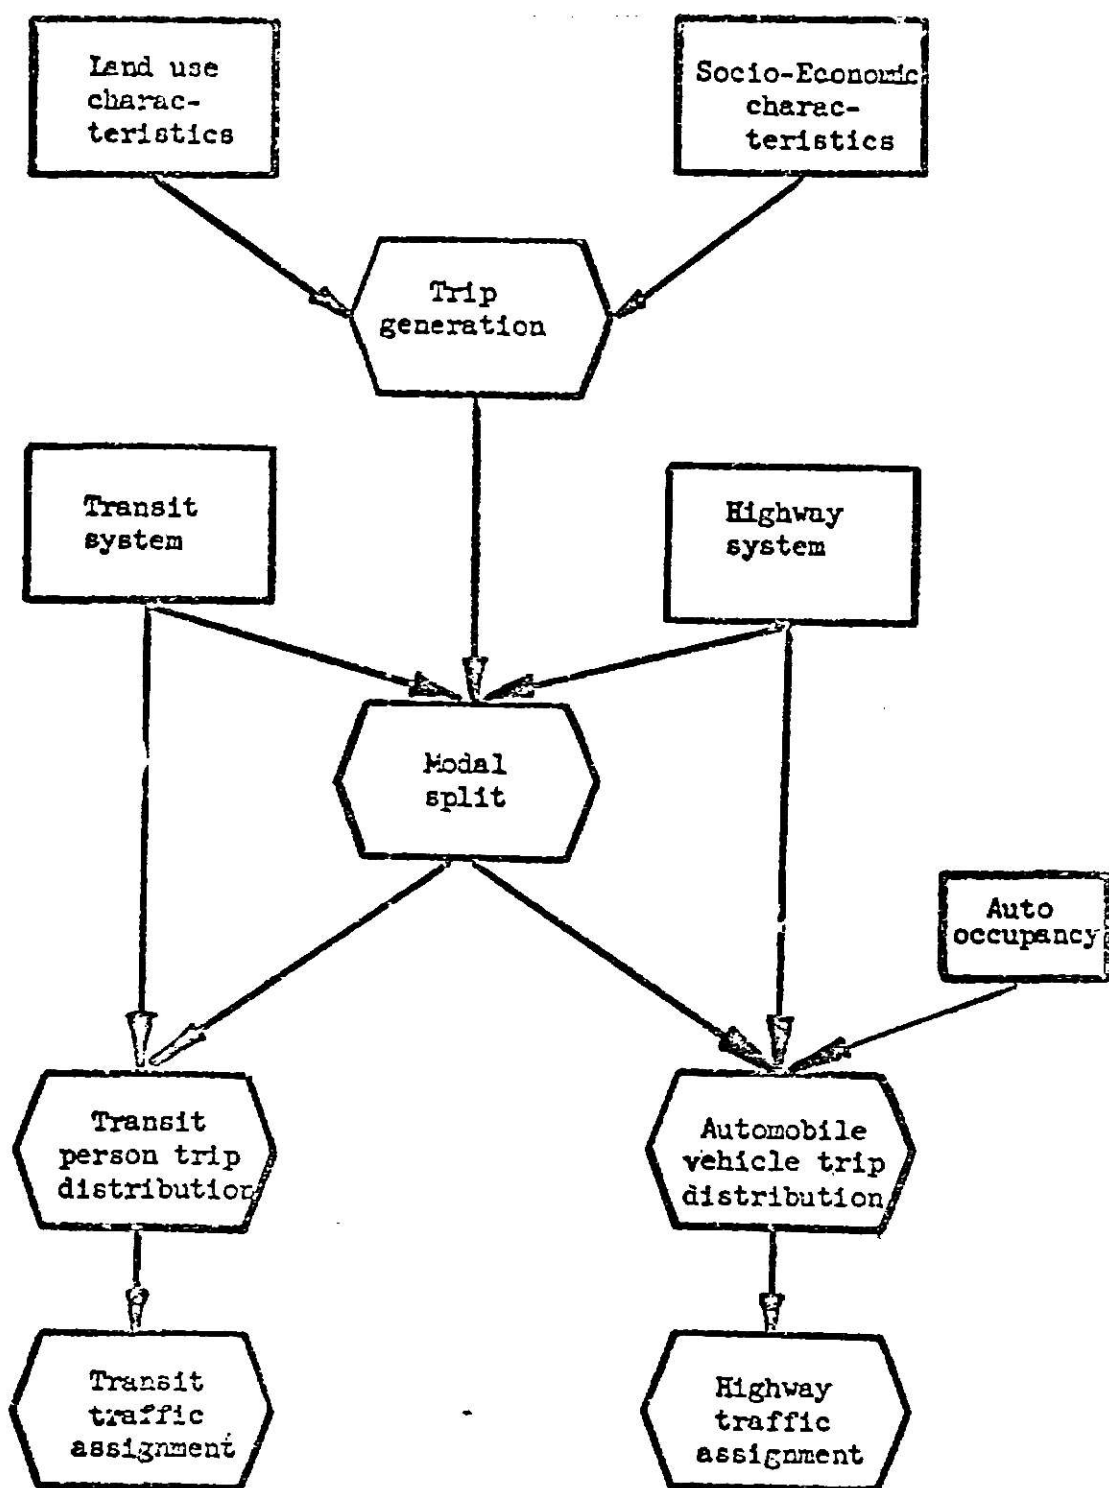 Land use
charac-
teristics
Socio-Economic
charac-
teristics
Trip
generation
Transit
system
Highway
system
Modal
split
Auto
occupancy
Transit
person trip
distribution
Automobile
vehicle trip
distribution
Transit
traffic
assignment
Highway
traffic
assignment